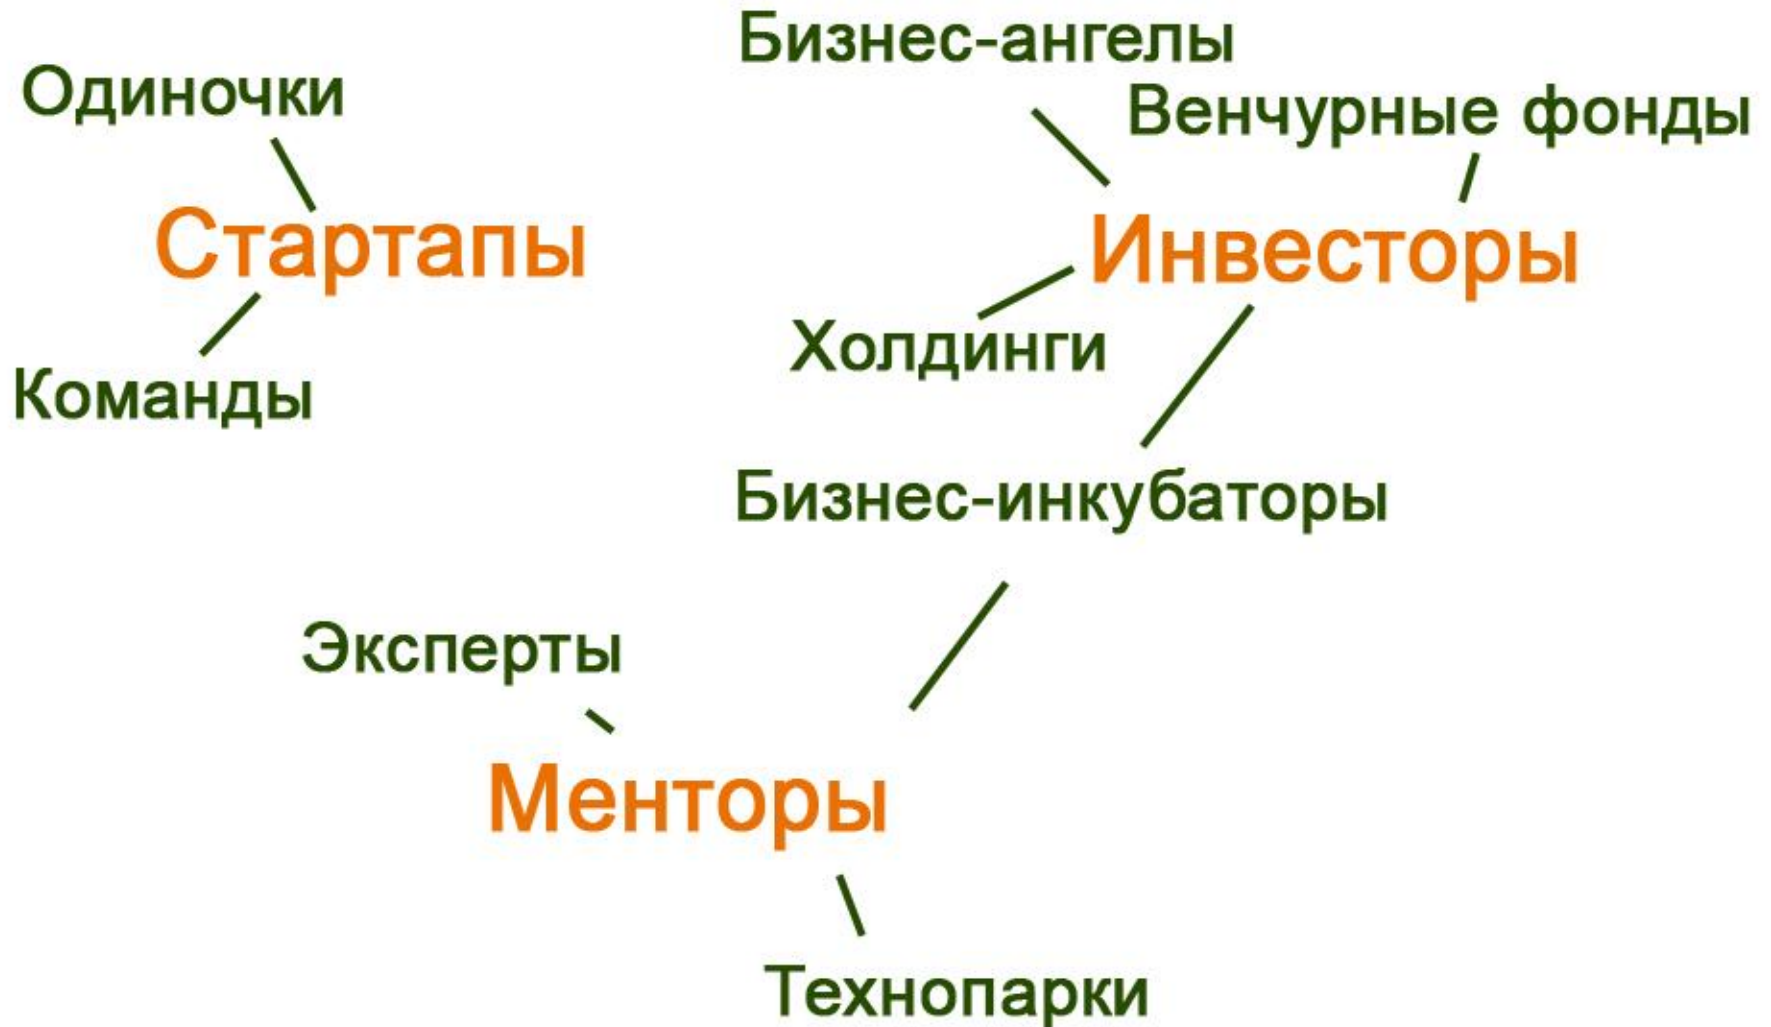 Бизнес-ангелы
Одиночки
Венчурные фонды
Стартапы
Инвесторы
Холдинги
Команды
Бизнес-инкубаторы
Эксперты
Менторы
Технопарки